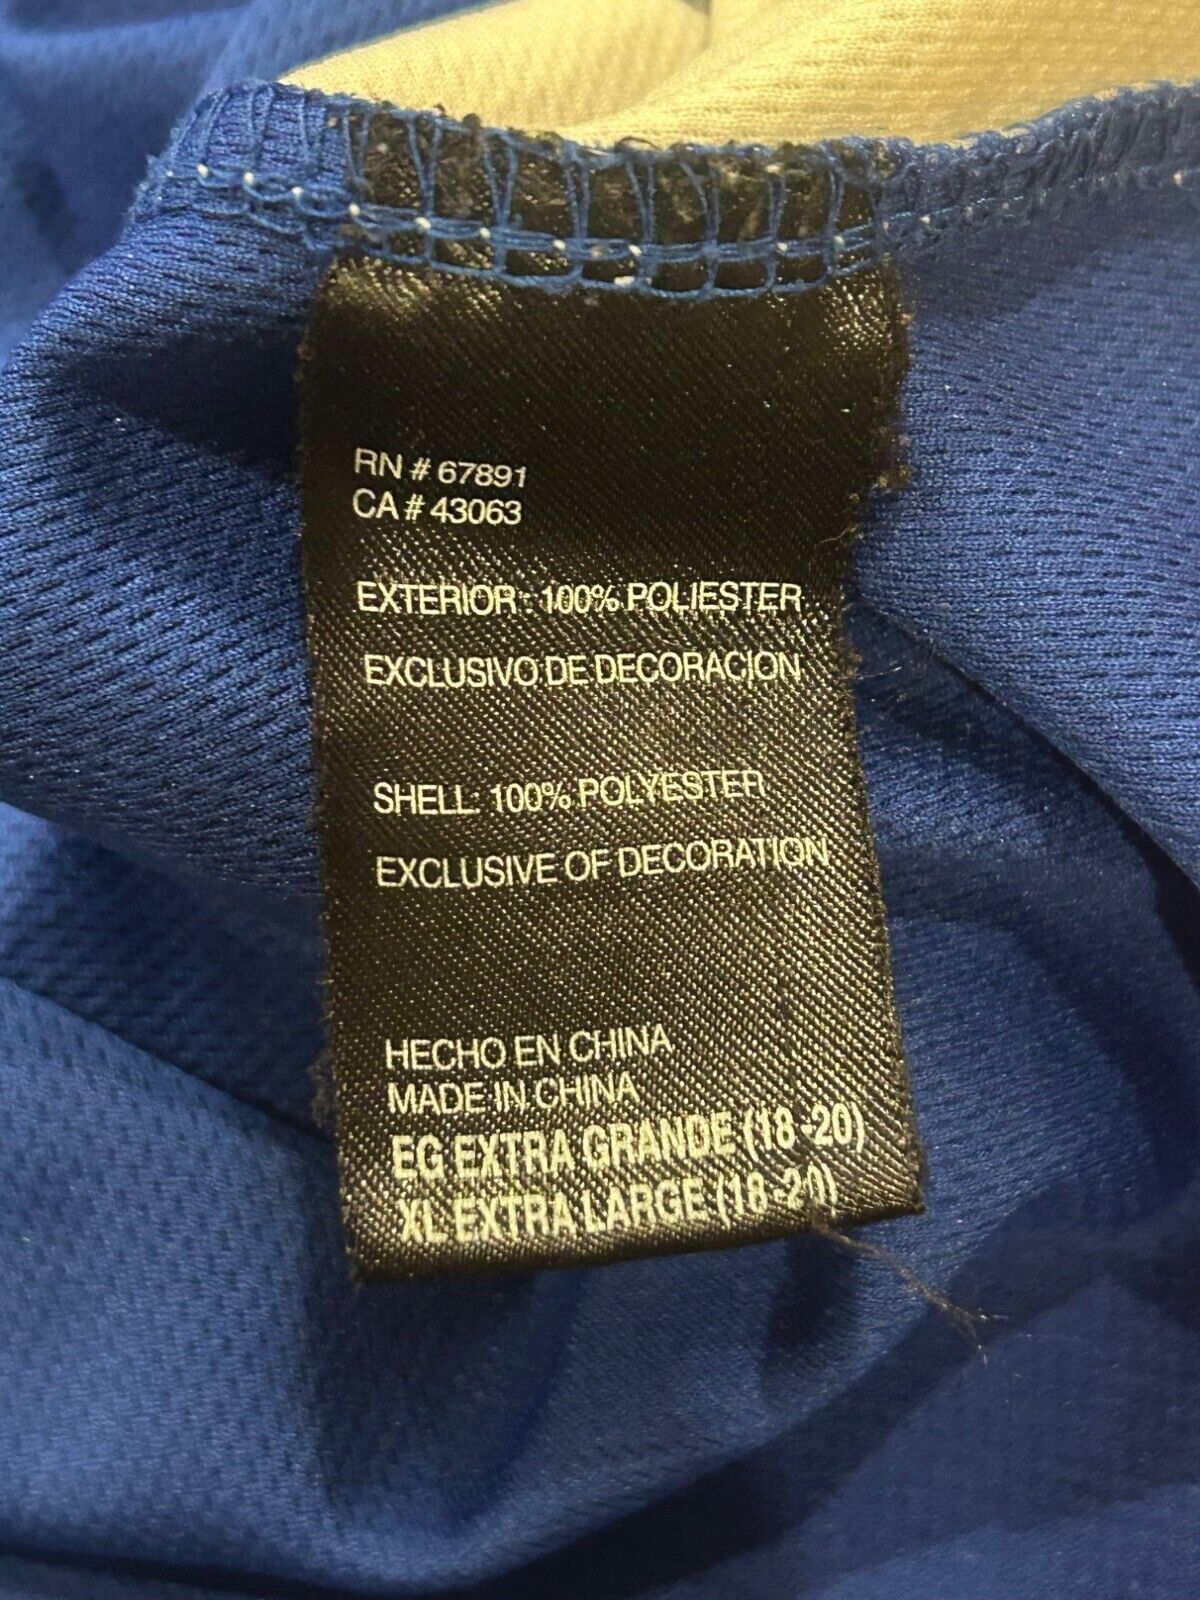 RN # 67891
CA # 43063
EXTERIOR : 100% POLIESTER
EXCLUSIVO DE DECORACION
SHELL: 100% POLYESTER
EXCLUSIVE OF DECORATION
HECHO EN CHINA
MADE IN CHINA
EG EXTRA GRANDE (18-20)
XL EXTRA LARGE (18-20)